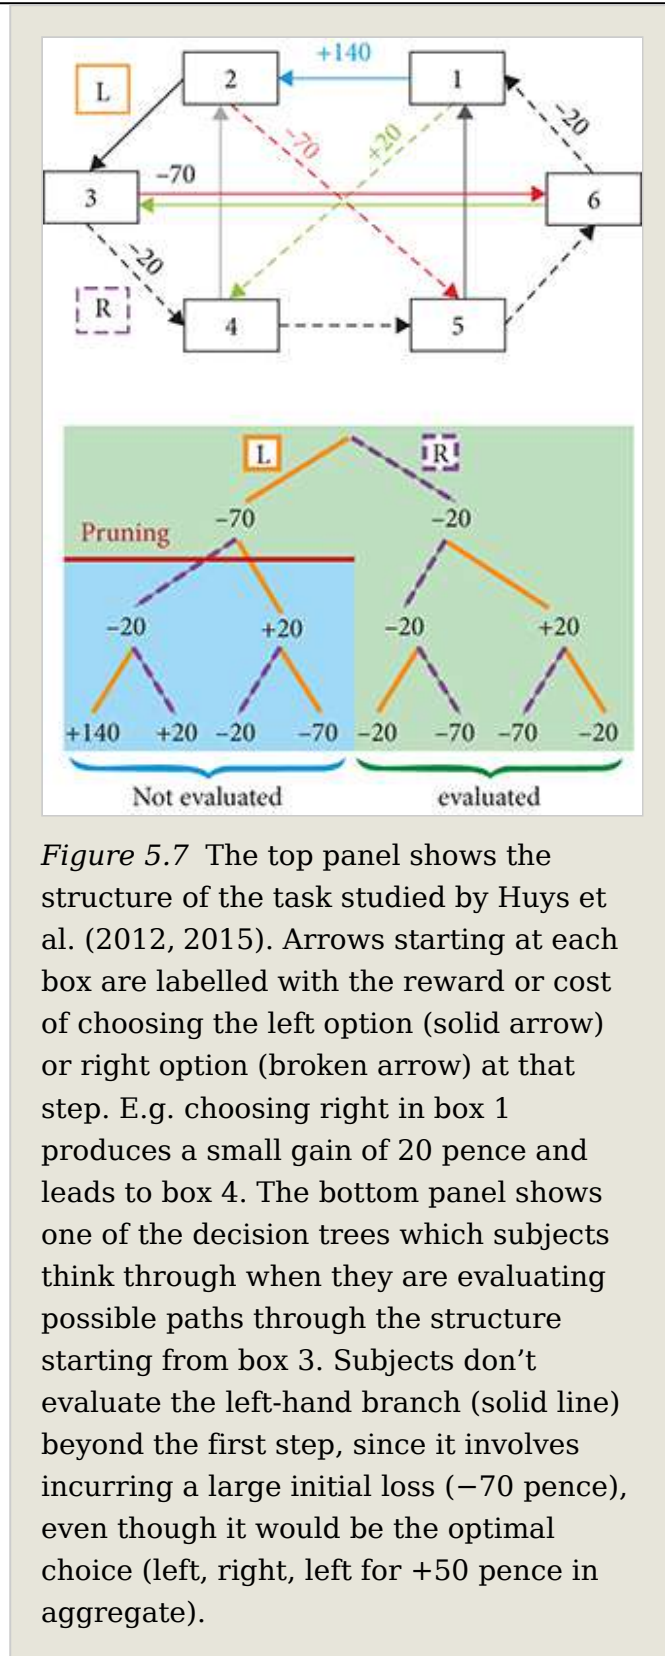 +140
L
2
1
−70
+20
−20
−70
3
6
−20
R
4
5
L
R
−70
−20
Pruning
−20
+20
−20
+20
+140
+20
−20
−70
−20
−70
−70
−20
Not evaluated
evaluated
Figure 5.7 The top panel shows the
structure of the task studied by Huys et
al. (2012, 2015). Arrows starting at each
box are labelled with the reward or cost
of choosing the left option (solid arrow)
or right option (broken arrow) at that
step. E.g. choosing right in box 1
produces a small gain of 20 pence and
leads to box 4. The bottom panel shows
one of the decision trees which subjects
think through when they are evaluating
possible paths through the structure
starting from box 3. Subjects don’t
evaluate the left-hand branch (solid line)
beyond the first step, since it involves
incurring a large initial loss (−70 pence),
even though it would be the optimal
choice (left, right, left for +50 pence in
aggregate).